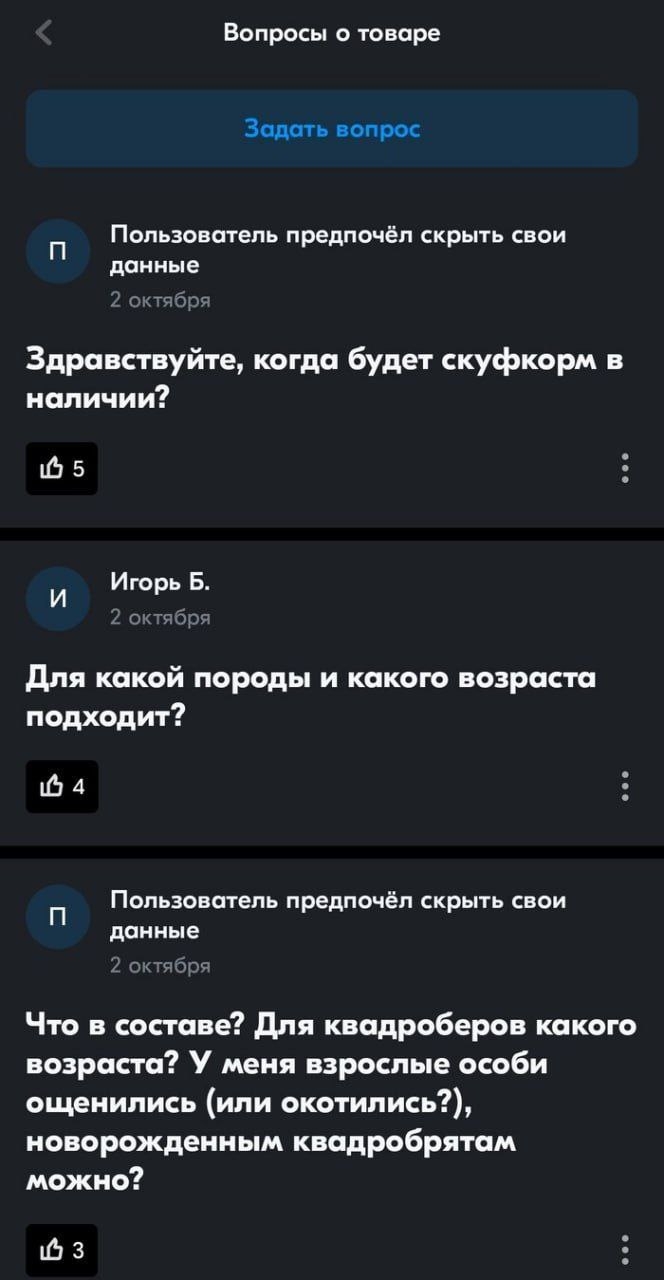 Вопросы о товаре
Задать вопрос
П
Пользователь предпочёл скрыть свои
данные
2 октября
Здравствуйте, когда будет скуфкорм в
наличии?
5
И
Игорь Б.
2 октября
Для какой породы и какого возраста
подходит?
4
П
Пользователь предпочёл скрыть свои
данные
2 октября
Что в составе? Для квадроберов какого
возраста? У меня взрослые особи
ощенились (или окотились?),
новорожденным квадробрятам
можно?
3